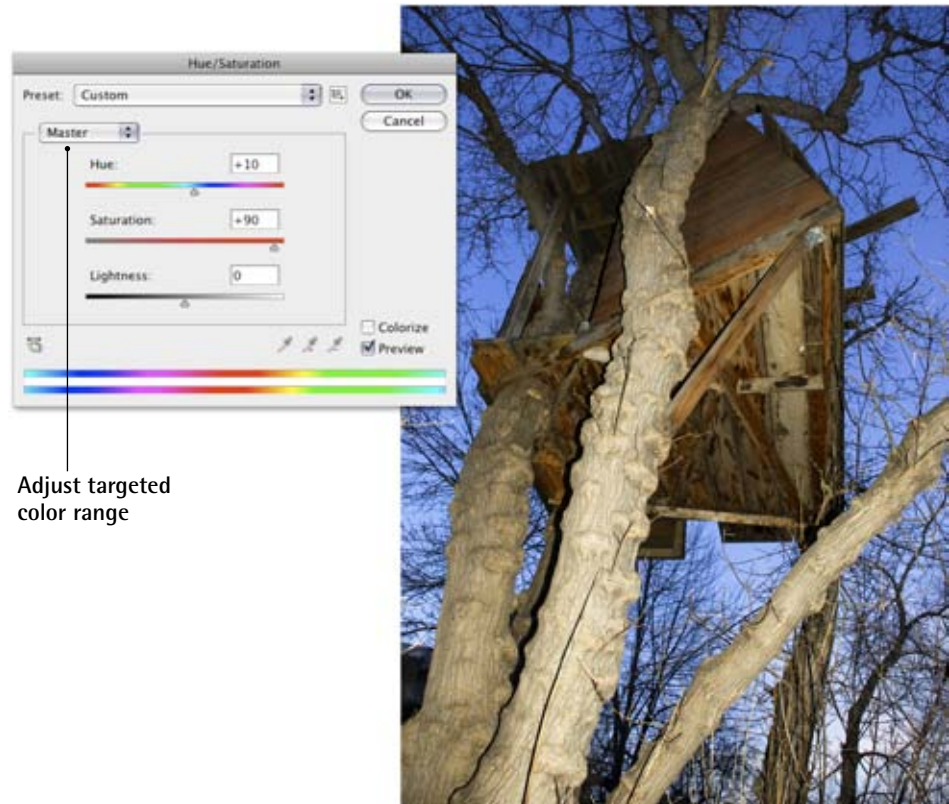 Hue/Saturation
Preset: Custom
OK
Cancel
Master
Hue: +10
Saturation: +90
Lightness: 0
Colorize
Preview
Adjust targeted
color range